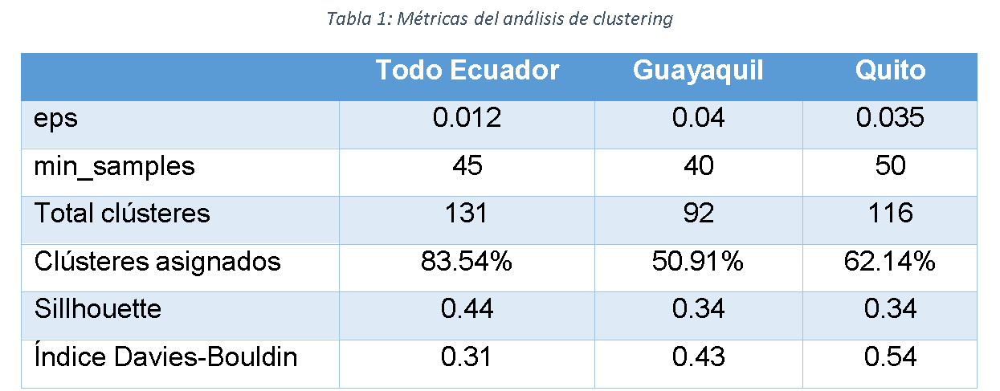 Tabla 1: Métricas del análisis de clustering
Todo Ecuador Guayaquil Quito
eps 0.012 0.04 0.035
min_samples 45 40 50
Total clústeres 131 92 116
Clústeres asignados 83.54% 50.91% 62.14%
Sillhouette 0.44 0.34 0.34
Índice Davies-Bouldin 0.31 0.43 0.54